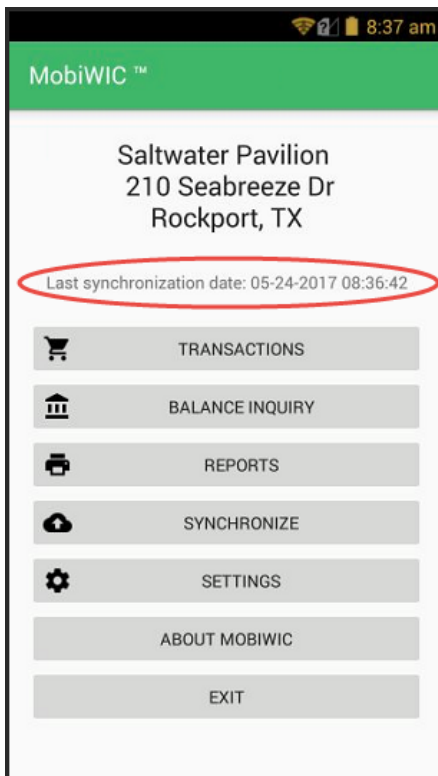 8:37 am
MobiWIC ™
Saltwater Pavilion
210 Seabreeze Dr
Rockport, TX
Last synchronization date: 05-24-2017 08:36:42
TRANSACTIONS
BALANCE INQUIRY
REPORTS
SYNCHRONIZE
SETTINGS
ABOUT MOBIWIC
EXIT